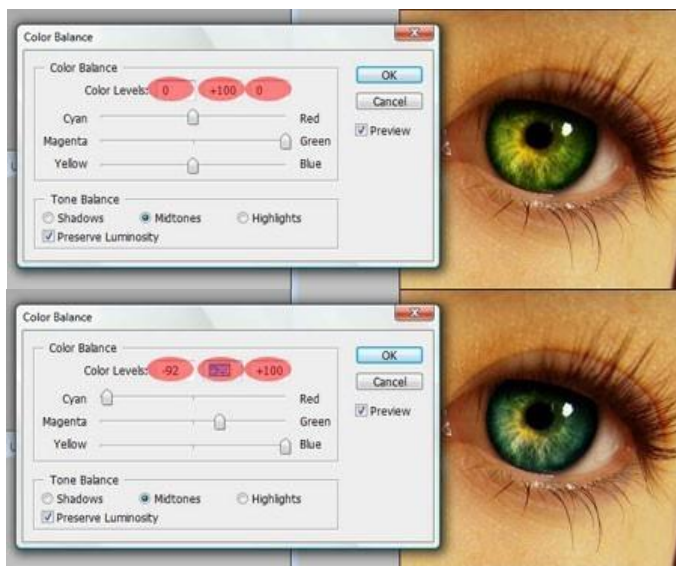 Color Balance
Color Balance
Color Levels: 0 +100 0
Cyan Red
Magenta Green
Yellow Blue
Tone Balance
Shadows Midtones Highlights
Preserve Luminosity
OK
Cancel
Preview
Color Balance
Color Balance
Color Levels: -92 +100
Cyan Red
Magenta Green
Yellow Blue
Tone Balance
Shadows Midtones Highlights
Preserve Luminosity
OK
Cancel
Preview